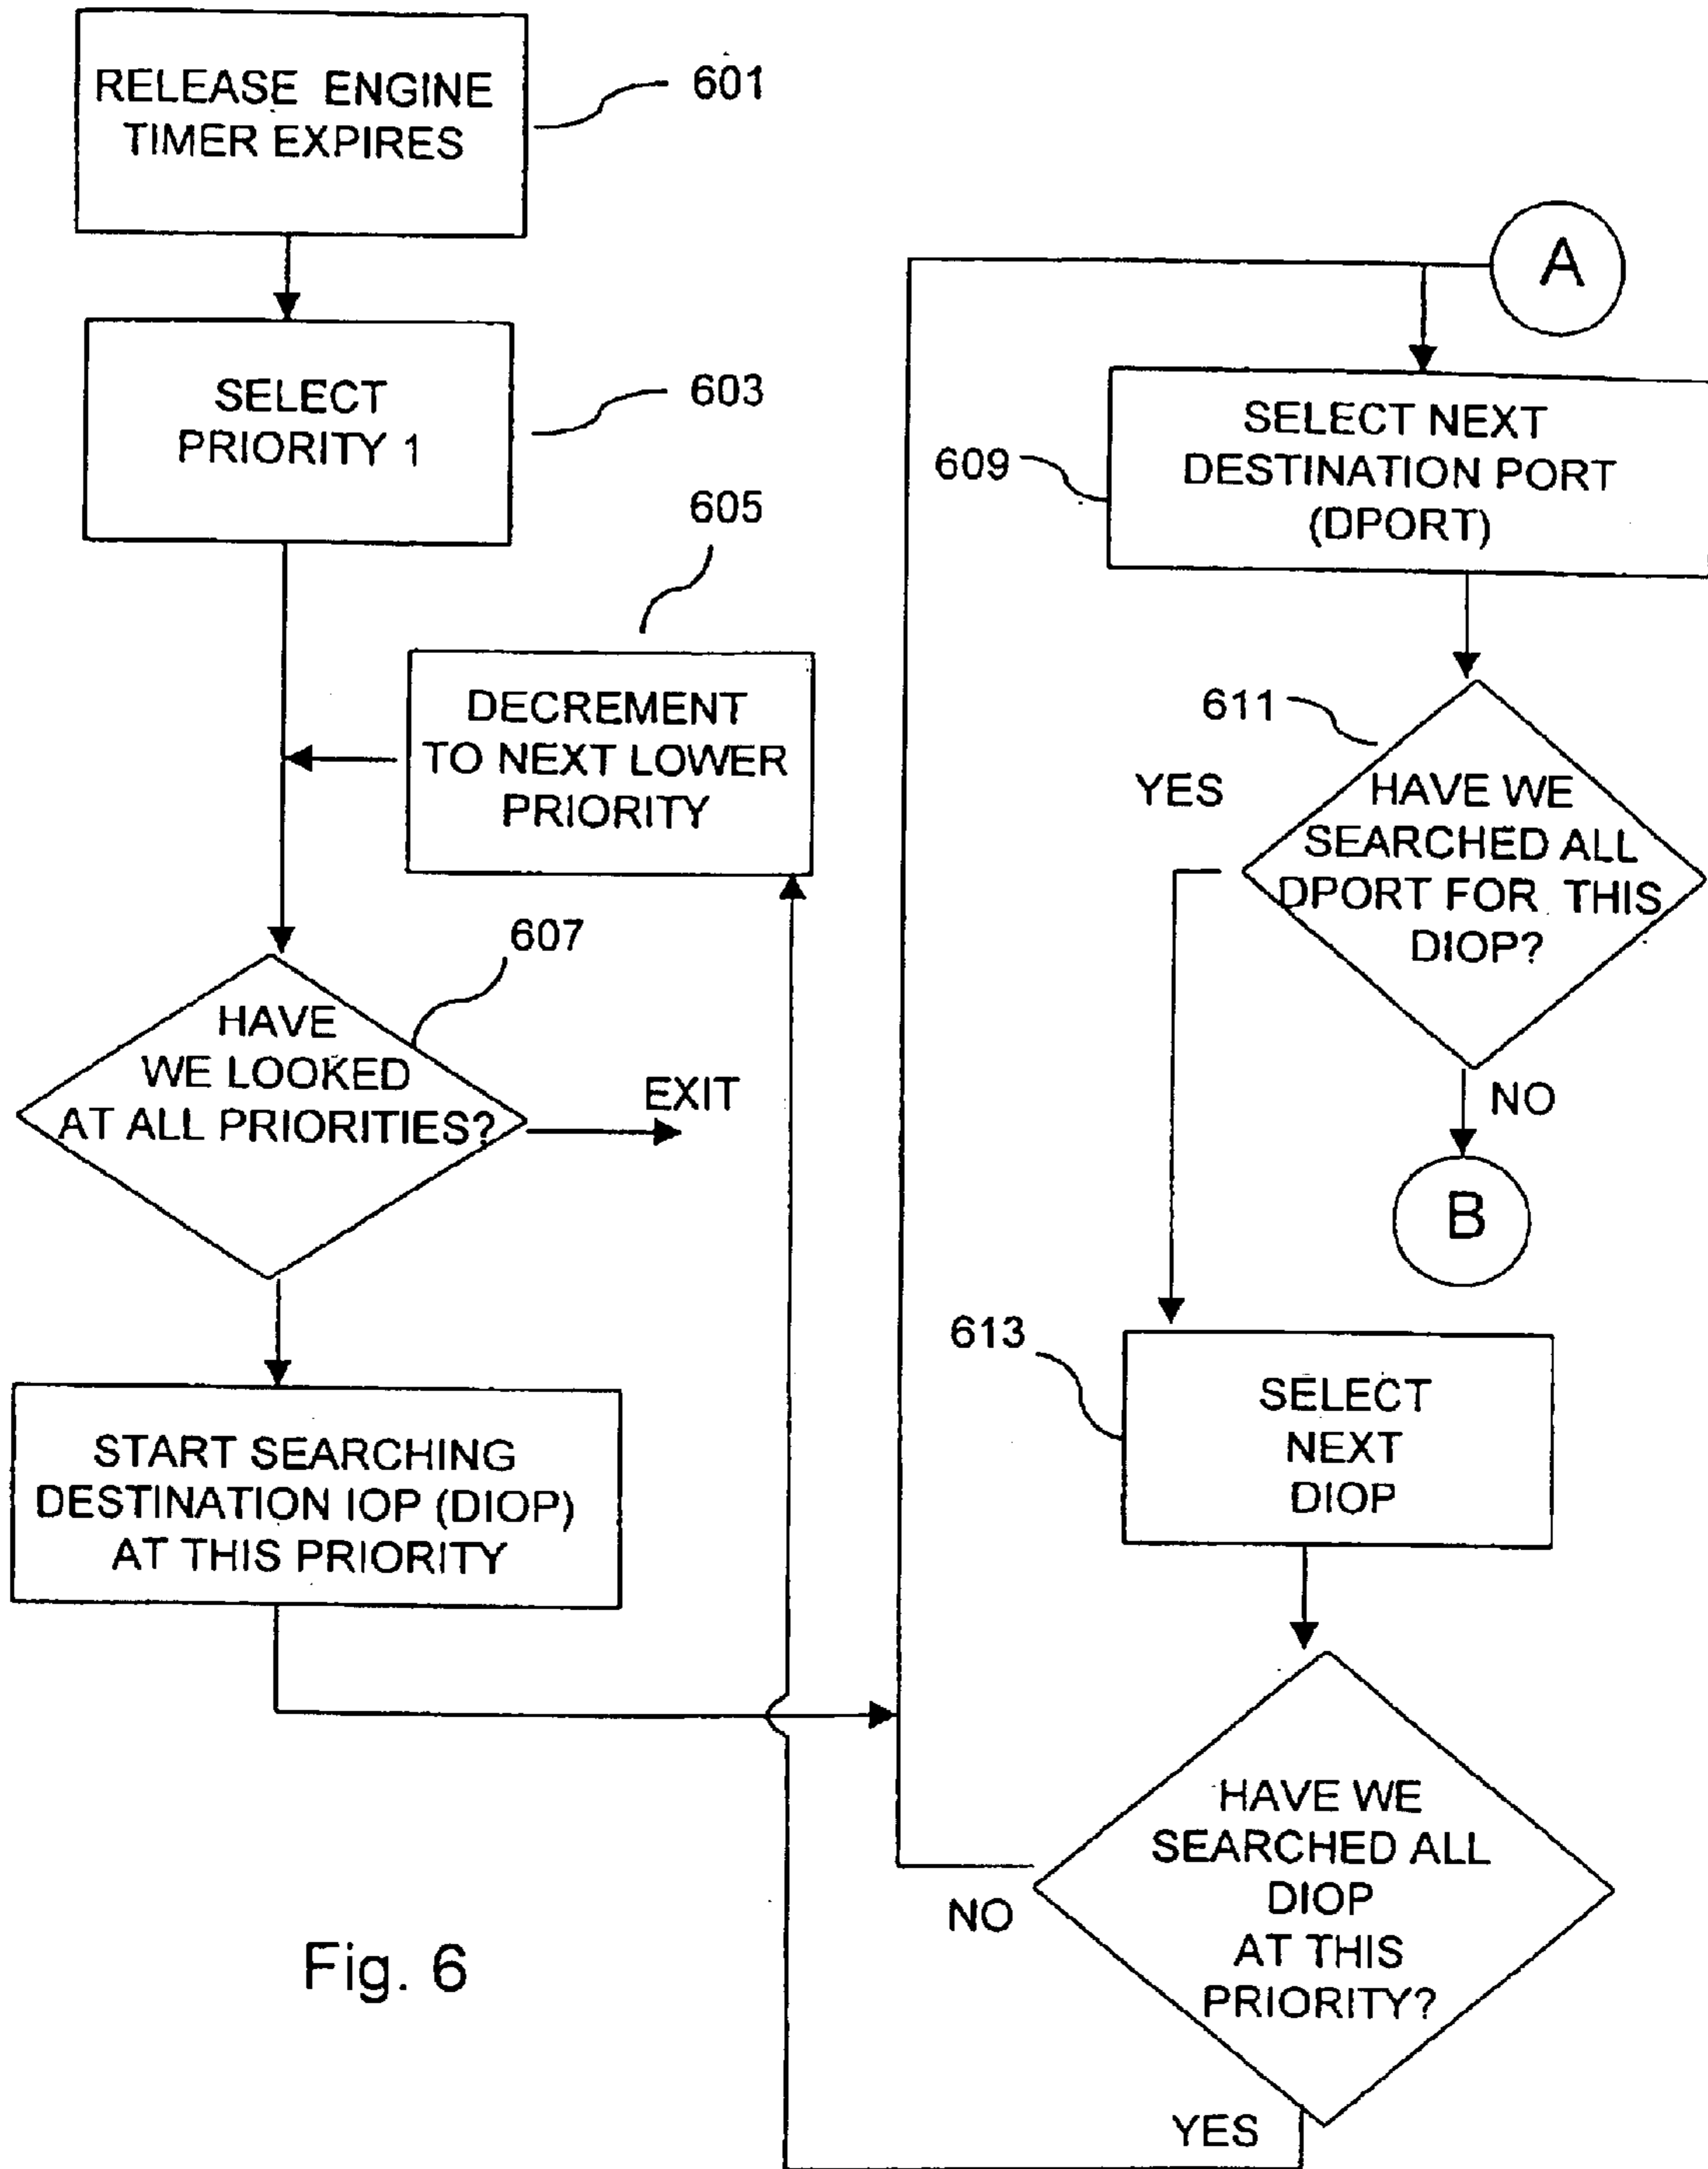 RELEASE ENGINE
TIMER EXPIRES
601
SELECT
PRIORITY 1
603
605
DECREMENT
TO NEXT LOWER
PRIORITY
607
HAVE
WE LOOKED
AT ALL PRIORITIES?
EXIT
START SEARCHING
DESTINATION IOP (DIOP)
AT THIS PRIORITY
A
SELECT NEXT
DESTINATION PORT
(DPORT)
609
611
YES
HAVE WE
SEARCHED ALL
DPORT FOR THIS
DIOP?
NO
B
613
SELECT
NEXT
DIOP
HAVE WE
SEARCHED ALL
DIOP
AT THIS
PRIORITY?
NO
YES
Fig. 6